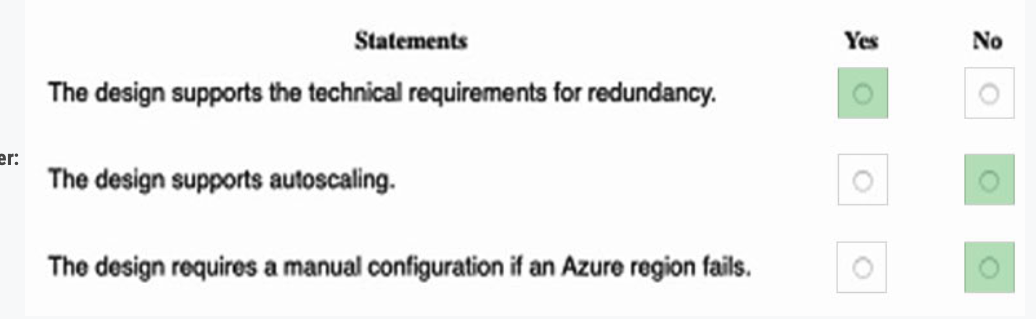 Statements Yes No
The design supports the technical requirements for redundancy.
er:
The design supports autoscaling.
The design requires a manual configuration if an Azure region fails.